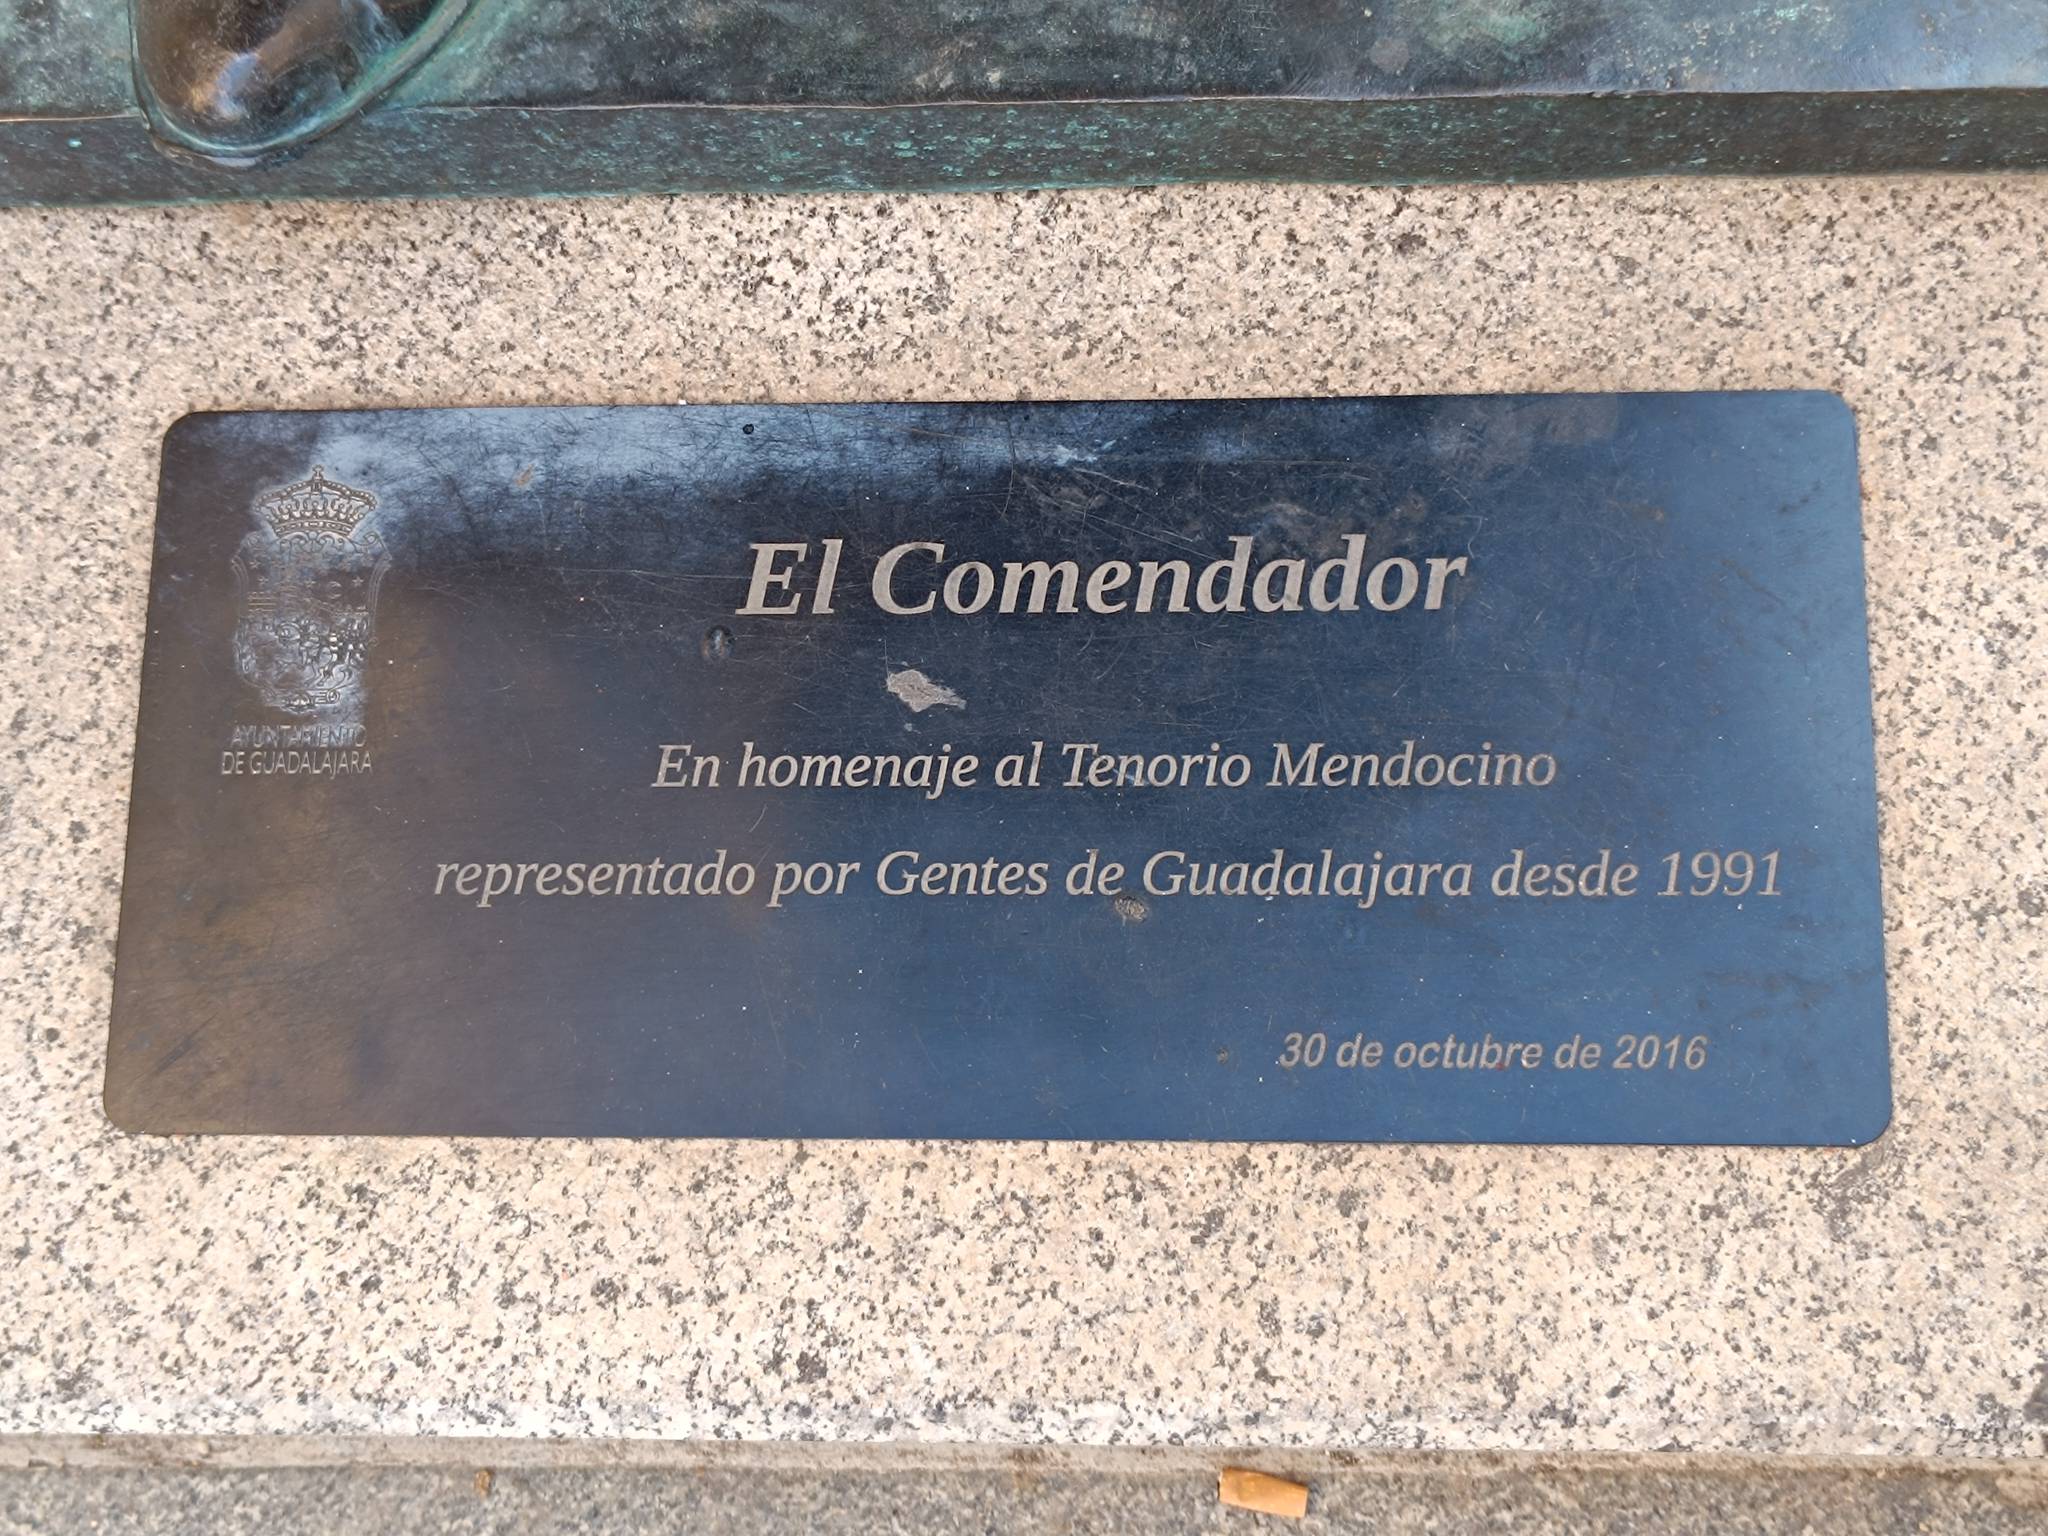 El Comendador
AYUNTAMIENTO
DE GUADALAJARA
En homenaje al Tenorio Mendocino
representado por Gentes de Guadalajara desde 1991
30 de octubre de 2016